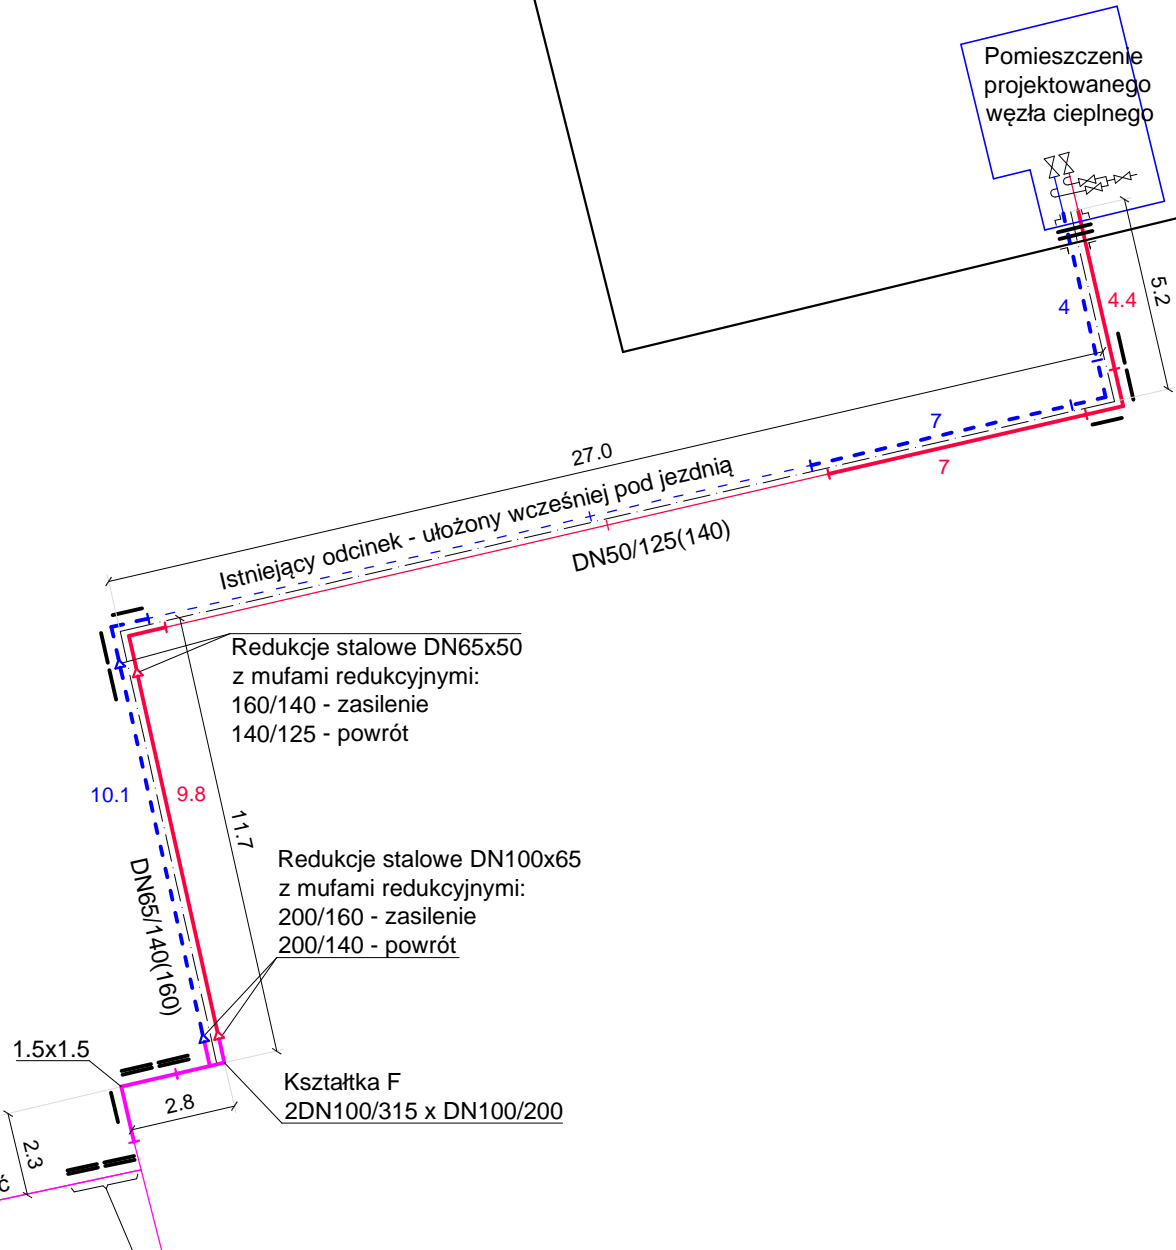 Pomieszczenie
projektowanego
węzła cieplnego
5.2
4.4
4
27.0
7
7
Istniejący odcinek - ułożony wcześniej pod jezdnią
DN50/125(140)
Redukcje stalowe DN65x50
z mufami redukcyjnymi:
160/140 - zasilenie
140/125 - powrót
10.1
9.8
11.7
DN65/140(160)
Redukcje stalowe DN100x65
z mufami redukcyjnymi:
200/160 - zasilenie
200/140 - powrót
1.5x1.5
Kształtka F
2DN100/315 x DN100/200
2.8
2.3
ć